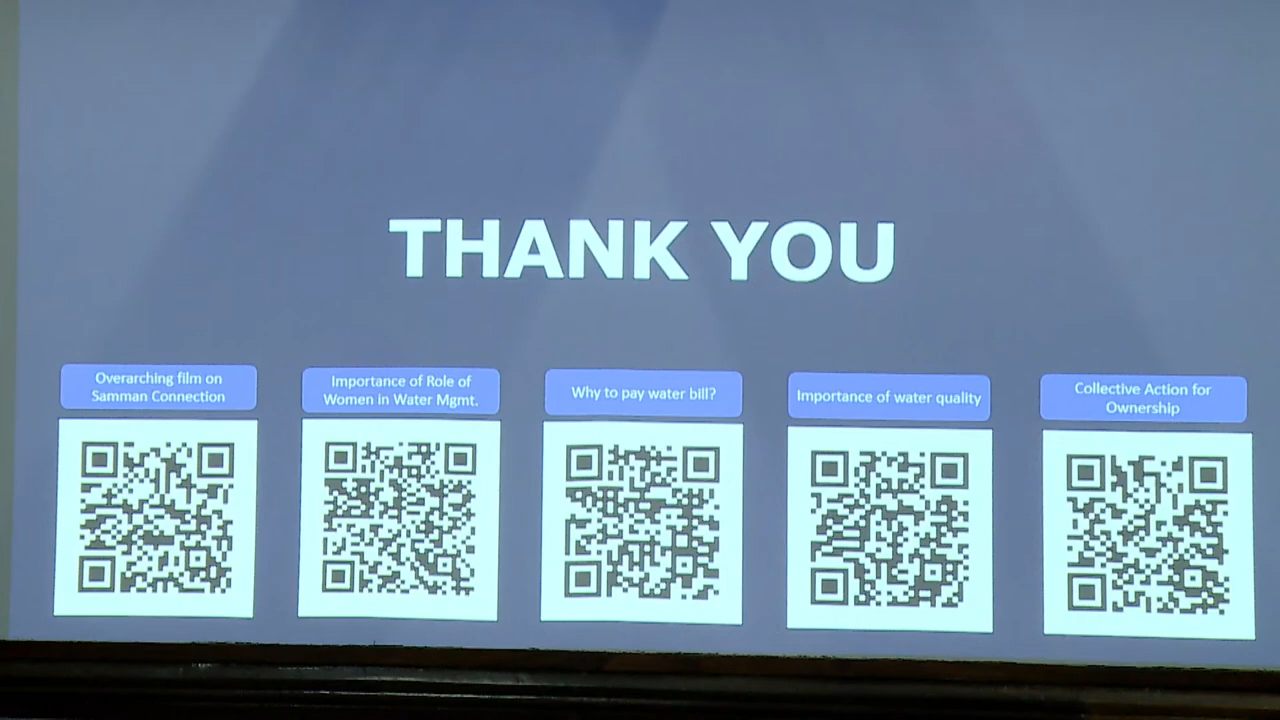 THANK YOU
Overarching film on
Samman Connection
Importance of Role of
Women in Water Mgmt.
Why to pay water bill?
Importance of water quality
Collective Action for
Ownership